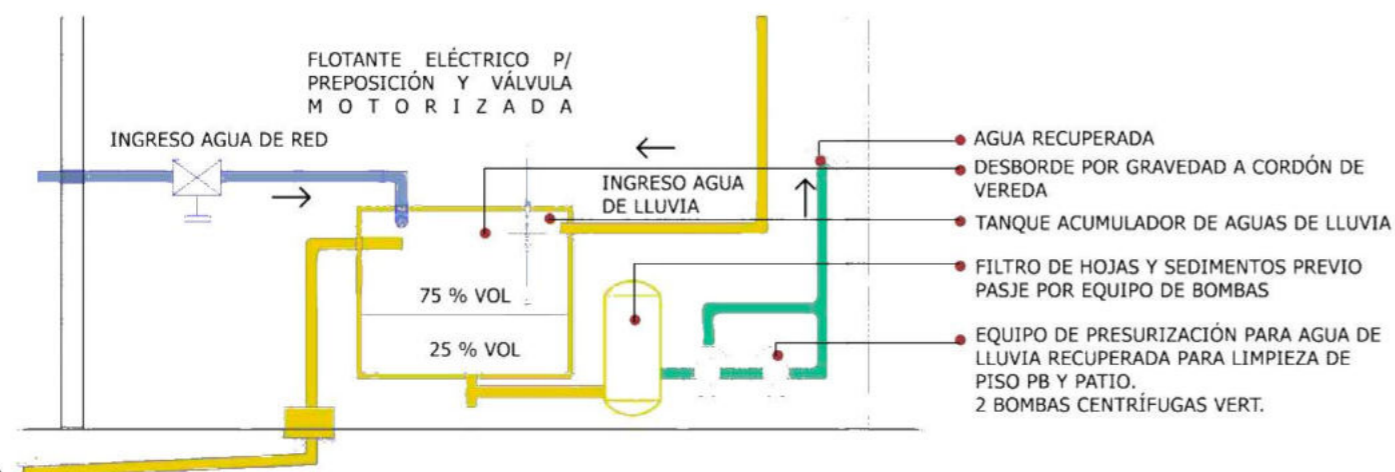 FLOTANTE ELÉCTRICO P/
PREPOSICIÓN Y VÁLVULA
MOTORIZADA
INGRESO AGUA DE RED
INGRESO AGUA
DE LLUVIA
75 % VOL
25 % VOL
AGUA RECUPERADA
DESBORDE POR GRAVEDAD A CORDÓN DE
VEREDA
TANQUE ACUMULADOR DE AGUAS DE LLUVIA
FILTRO DE HOJAS Y SEDIMENTOS PREVIO
PASJE POR EQUIPO DE BOMBAS
EQUIPO DE PRESURIZACIÓN PARA AGUA DE
LLUVIA RECUPERADA PARA LIMPIEZA DE
PISO PB Y PATIO.
2 BOMBAS CENTRÍFUGAS VERT.